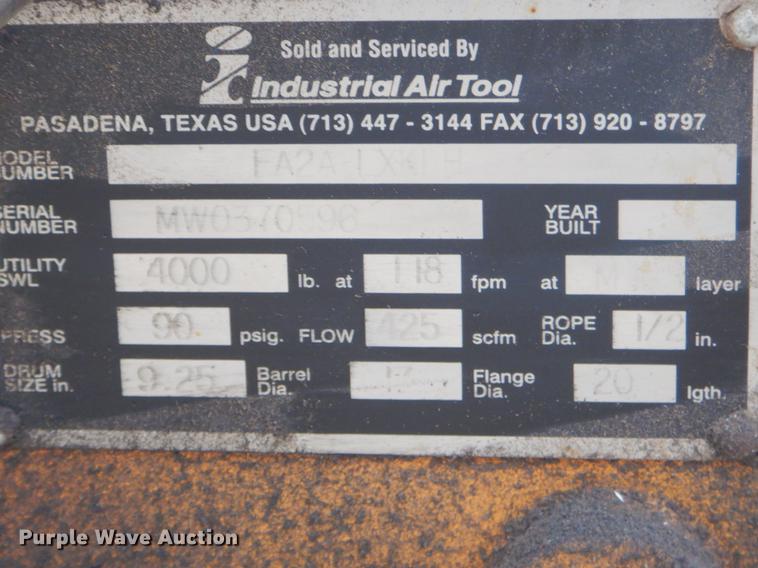 Sold and Serviced By
Industrial Air Tool
PASADENA, TEXAS USA (713) 447 - 3144 FAX (713) 920 - 8797
MODEL NUMBER
SERIAL NUMBER MW0370596 YEAR BUILT
UTILITY SWL 4000 lb. at 118 fpm at layer
PRESS 90 psig. FLOW 425 scfm ROPE Dia. 1/2 in.
DRUM SIZE in. 9.25 Barrel Dia. Flange Dia. 20 lgth.
Purple Wave Auction